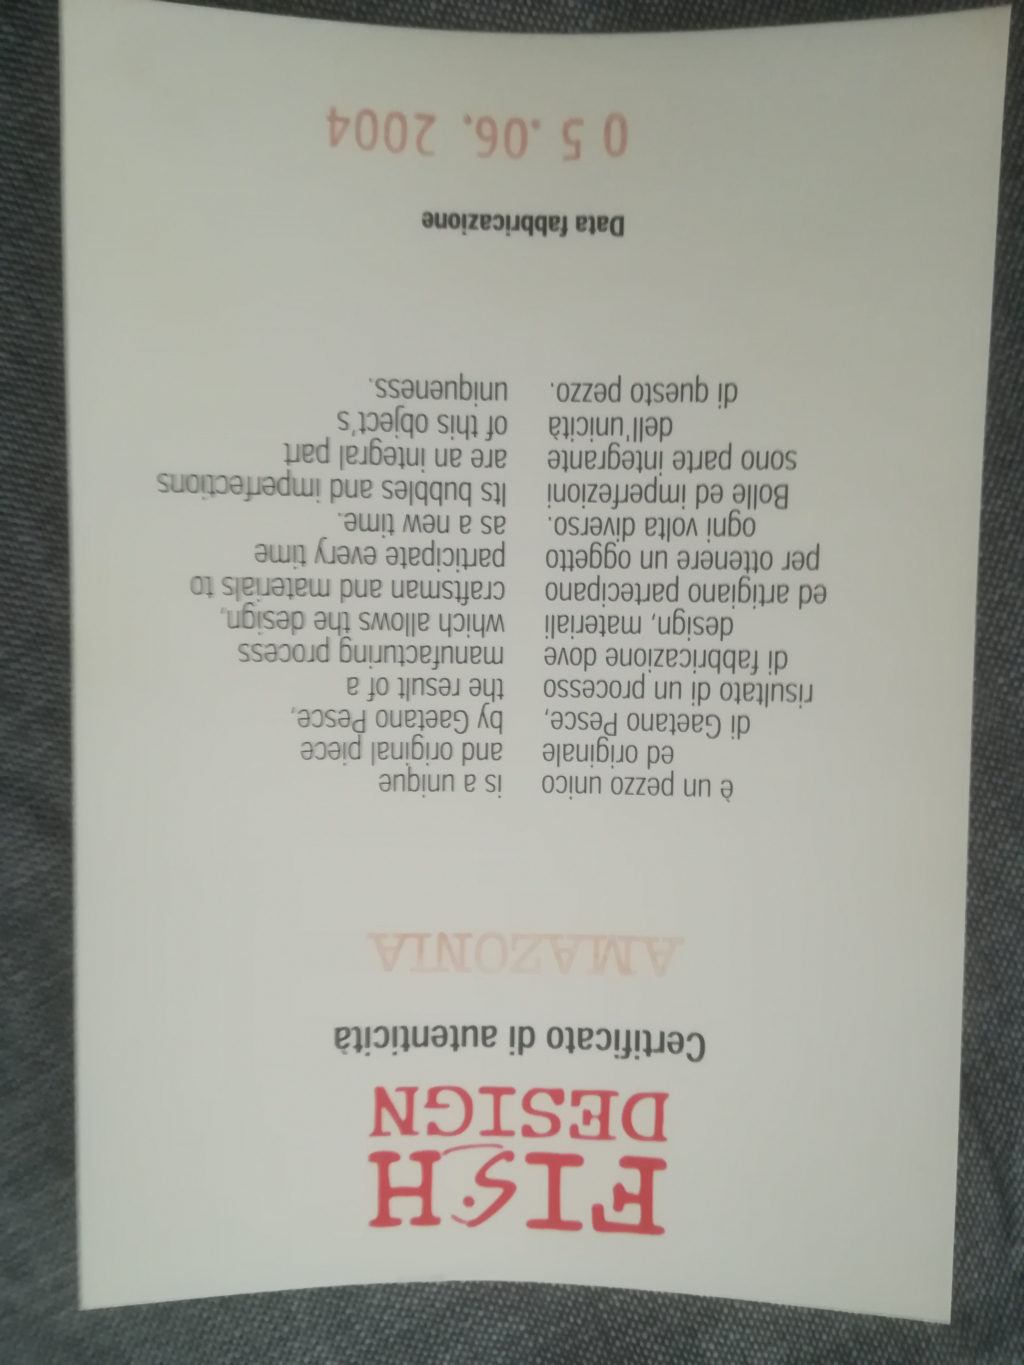 FISH
DESIGN
Certificato di autenticità
AMAZONIA
è un pezzo unico
ed originale
di Gaetano Pesce,
risultato di un processo
di fabbricazione dove
design, materiali
ed artigiano partecipano
per ottenere un oggetto
ogni volta diverso.
Bolle ed imperfezioni
sono parte integrante
dell'unicità
di questo pezzo.
is a unique
and original piece
by Gaetano Pesce,
the result of a
manufacturing process
which allows the design,
craftsman and materials to
participate every time
as a new time.
Its bubbles and imperfections
are an integral part
of this object's
uniqueness.
Data fabbricazione
0 5 .06. 2004